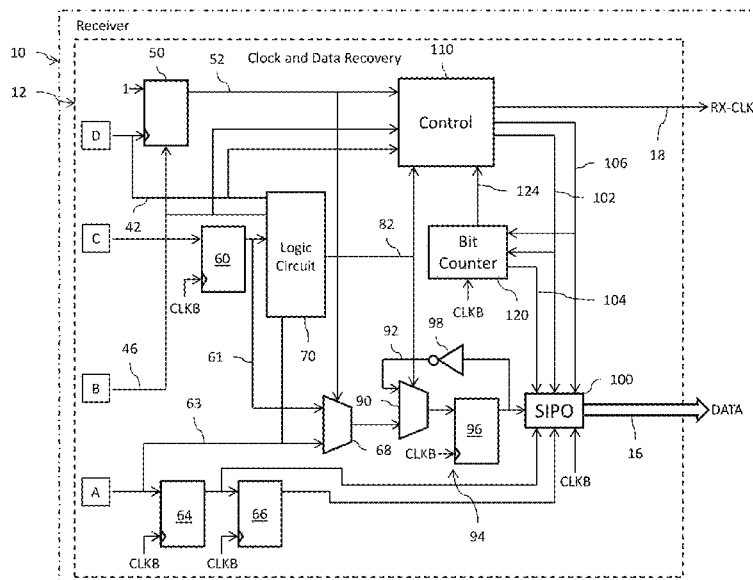 Receiver
10
12
Clock and Data Recovery
50
52
110
1
D
Control
RX-CLK
18
106
42
124
102
C
60
Logic
Circuit
82
Bit
Counter
CLKB
120
104
CLKB
61
70
92
98
46
B
100
63
90
SIPO
DATA
68
96
16
A
CLKB
CLKB
64
66
94
CLKB
CLKB